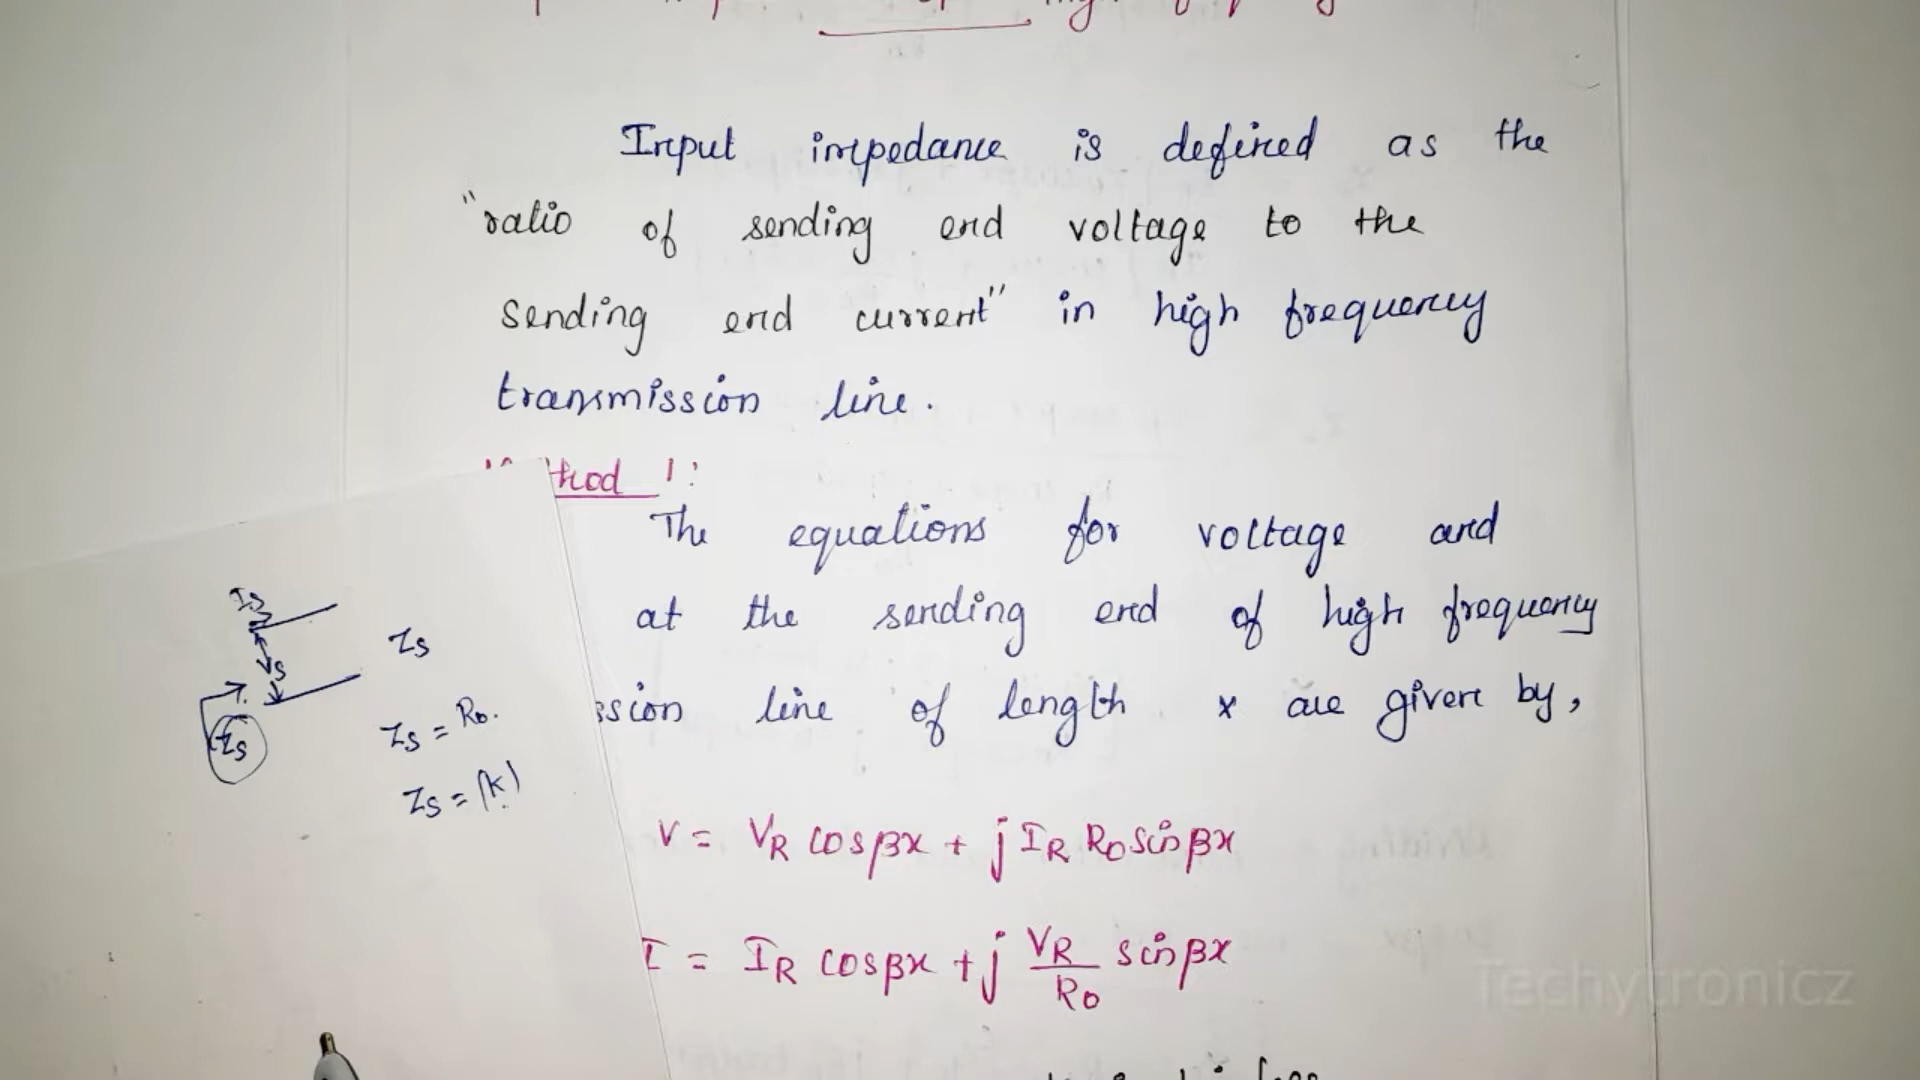 Input impedance is defined as the
"ratio of sending end voltage to the
sending end current" in high frequency
transmission line.
thod 1:
The equations for voltage and
at the sending end of high frequency
ssion line of length x are given by,
V = VR cosβx + j IR R0 sinβx
I = IR cosβx + j VR/R0 sinβx
Is
Vs
Zs
Zs
Zs = R0.
Zs = (k)
Techytronicz